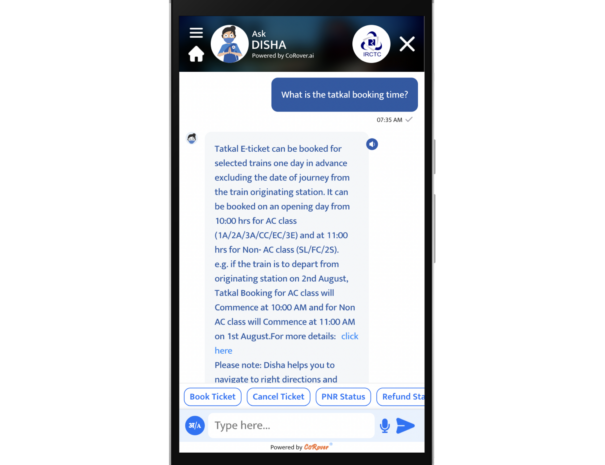 Ask
DISHA
Powered by CoRover.ai
IRCTC
What is the tatkal booking time?
07:35 AM
Tatkal E-ticket can be booked for
selected trains one day in advance
excluding the date of journey from
the train originating station. It can
be booked on an opening day from
10:00 hrs for AC class
(1A/2A/3A/CC/EC/3E) and at 11:00
hrs for Non- AC class (SL/FC/2S).
e.g. if the train is to depart from
originating station on 2nd August,
Tatkal Booking for AC class will
Commence at 10:00 AM and for Non
AC class will Commence at 11:00 AM
on 1st August.For more details: click
here
Please note: Disha helps you to
navigate to right directions and
Book Ticket Cancel Ticket PNR Status Refund Sta
अ/A Type here...
Powered by CoRover